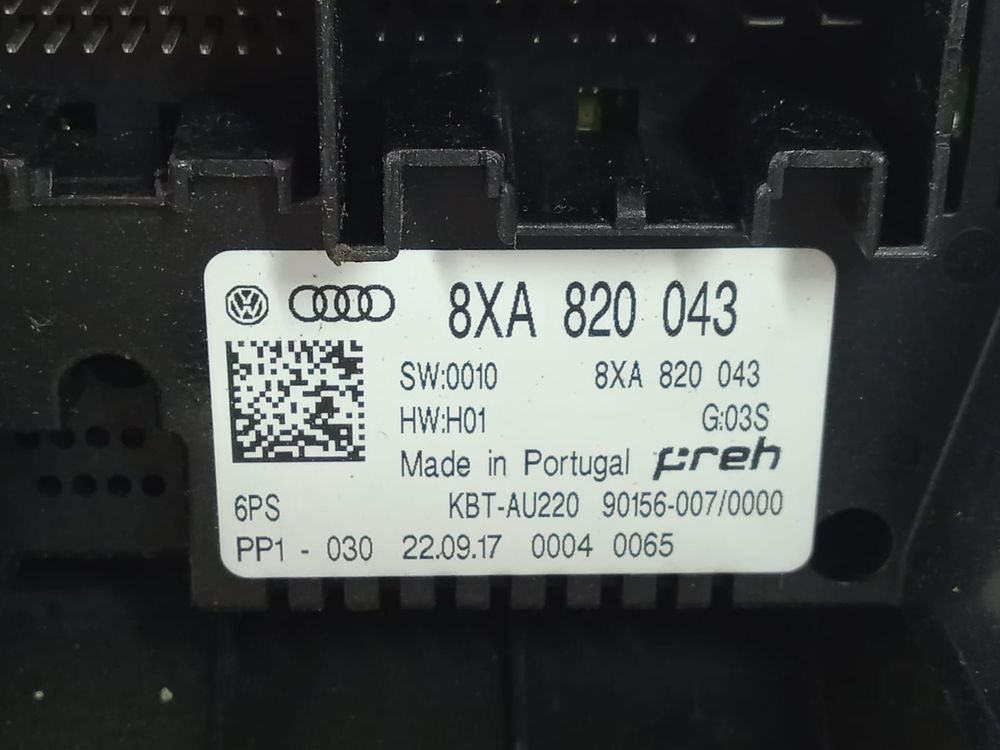 8XA 820 043
SW:0010 8XA 820 043
HW:H01 G:03S
Made in Portugal preh
6PS KBT-AU220 90156-007/0000
PP1 - 030 22.09.17 0004 0065